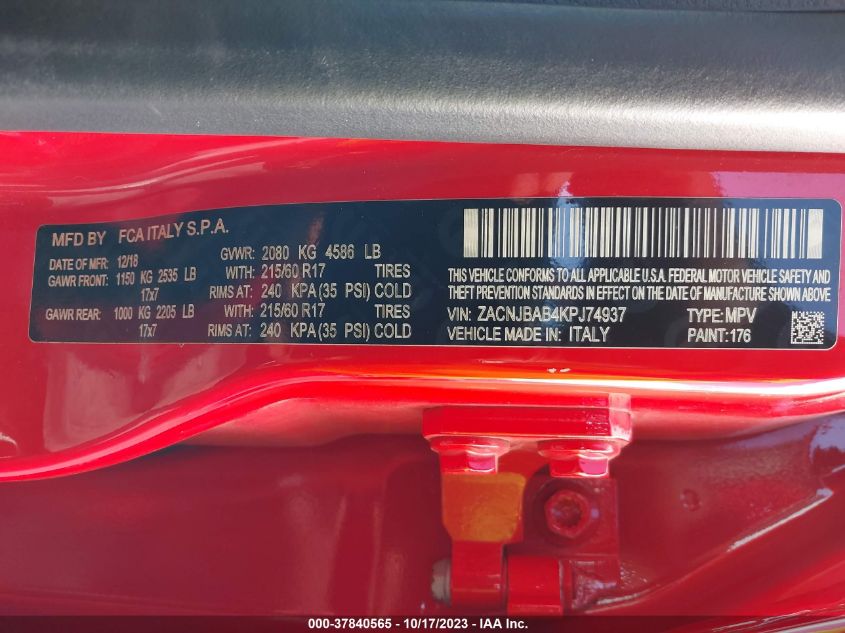 MFD BY FCA ITALY S.P.A.
DATE OF MFR: 12/18
GVWR: 2080 KG 4586 LB
GAWR FRONT: 1150 KG 2535 LB WITH: 215/60 R17 TIRES
17x7 RIMS AT: 240 KPA (35 PSI) COLD
GAWR REAR: 1000 KG 2205 LB WITH: 215/60 R17 TIRES
17x7 RIMS AT: 240 KPA (35 PSI) COLD
THIS VEHICLE CONFORMS TO ALL APPLICABLE U.S.A. FEDERAL MOTOR VEHICLE SAFETY AND
THEFT PREVENTION STANDARDS IN EFFECT ON THE DATE OF MANUFACTURE SHOWN ABOVE
VIN: ZACNJBAB4KPJ74937 TYPE: MPV
VEHICLE MADE IN: ITALY PAINT: 176
000-37840565 - 10/17/2023 - IAA Inc.